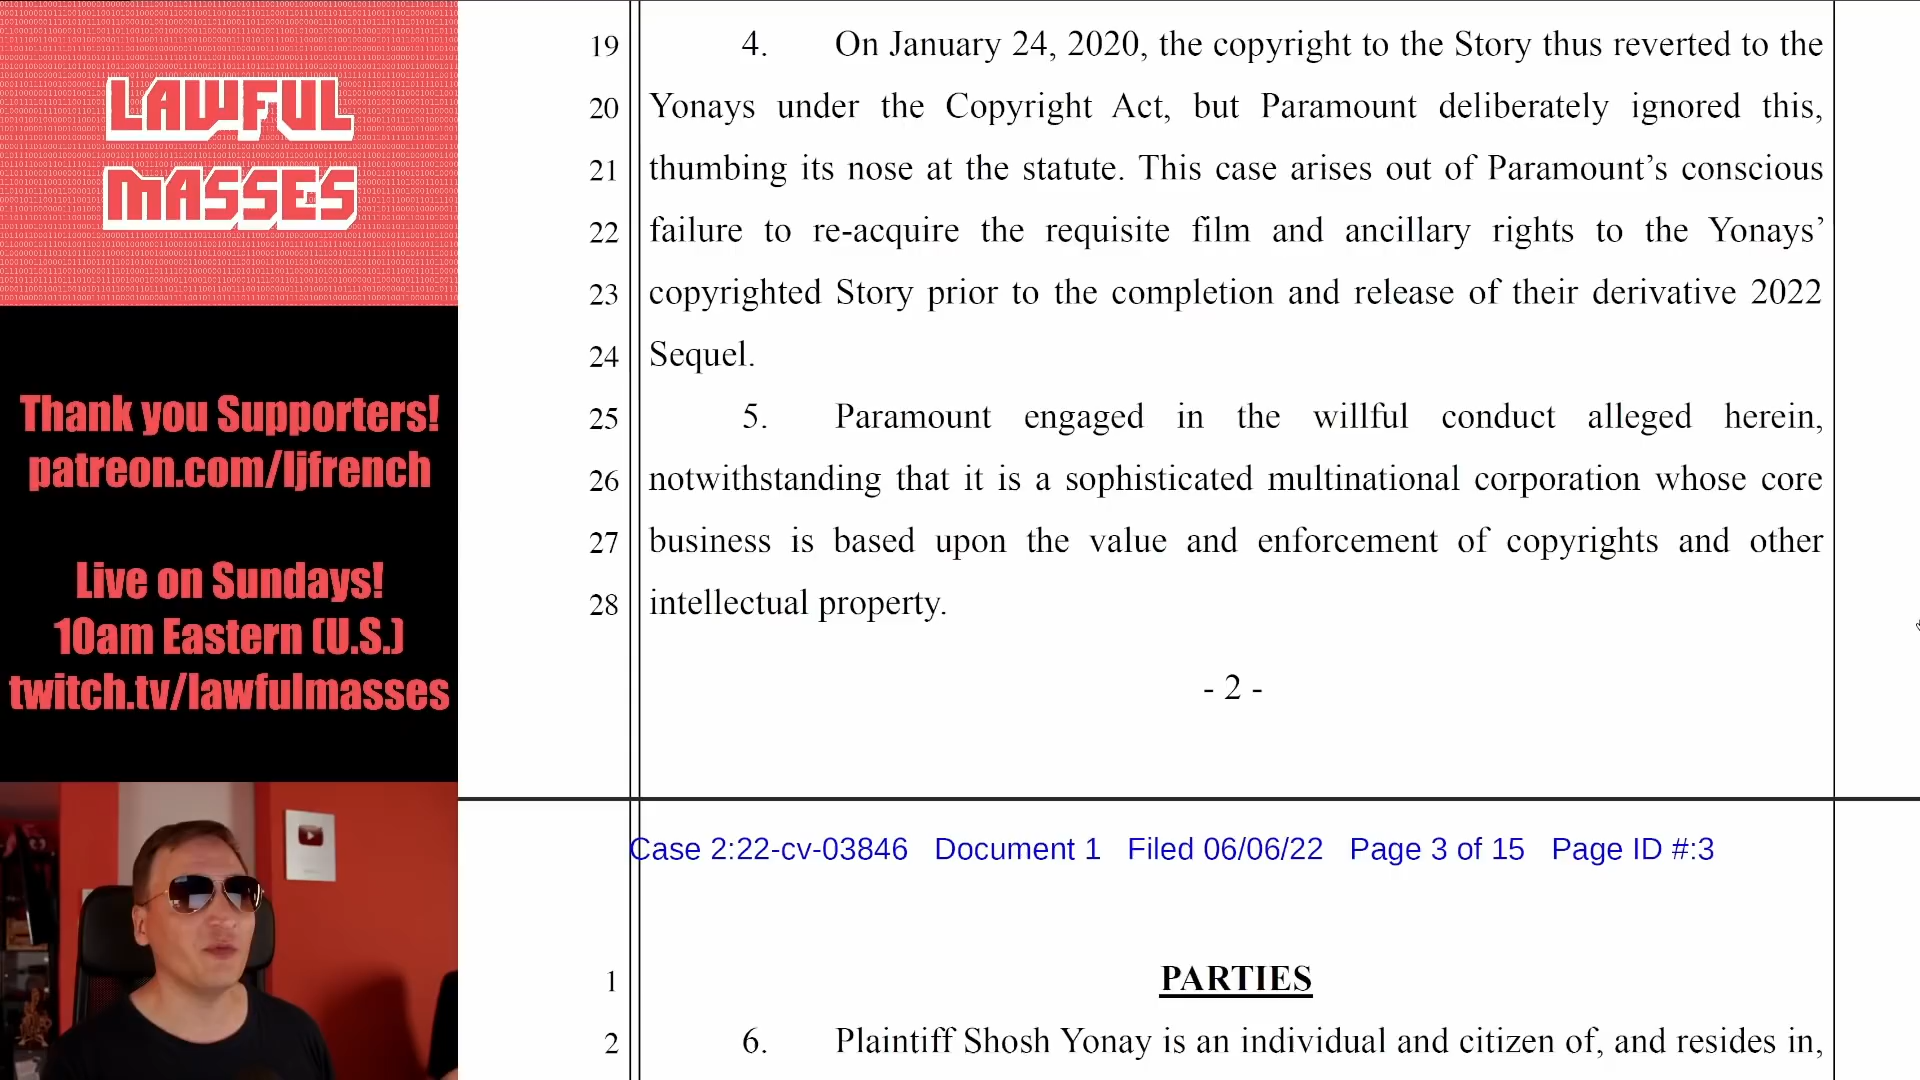 LAWFUL
MASSES
Thank you Supporters!
patreon.com/ljfrench
Live on Sundays!
10am Eastern (U.S.)
twitch.tv/lawfulmasses
19 4. On January 24, 2020, the copyright to the Story thus reverted to the
20 Yonays under the Copyright Act, but Paramount deliberately ignored this,
21 thumbing its nose at the statute. This case arises out of Paramount’s conscious
22 failure to re-acquire the requisite film and ancillary rights to the Yonays’
23 copyrighted Story prior to the completion and release of their derivative 2022
24 Sequel.
25 5. Paramount engaged in the willful conduct alleged herein,
26 notwithstanding that it is a sophisticated multinational corporation whose core
27 business is based upon the value and enforcement of copyrights and other
28 intellectual property.
- 2 -
Case 2:22-cv-03846 Document 1 Filed 06/06/22 Page 3 of 15 Page ID #:3
1 PARTIES
2 6. Plaintiff Shosh Yonay is an individual and citizen of, and resides in,